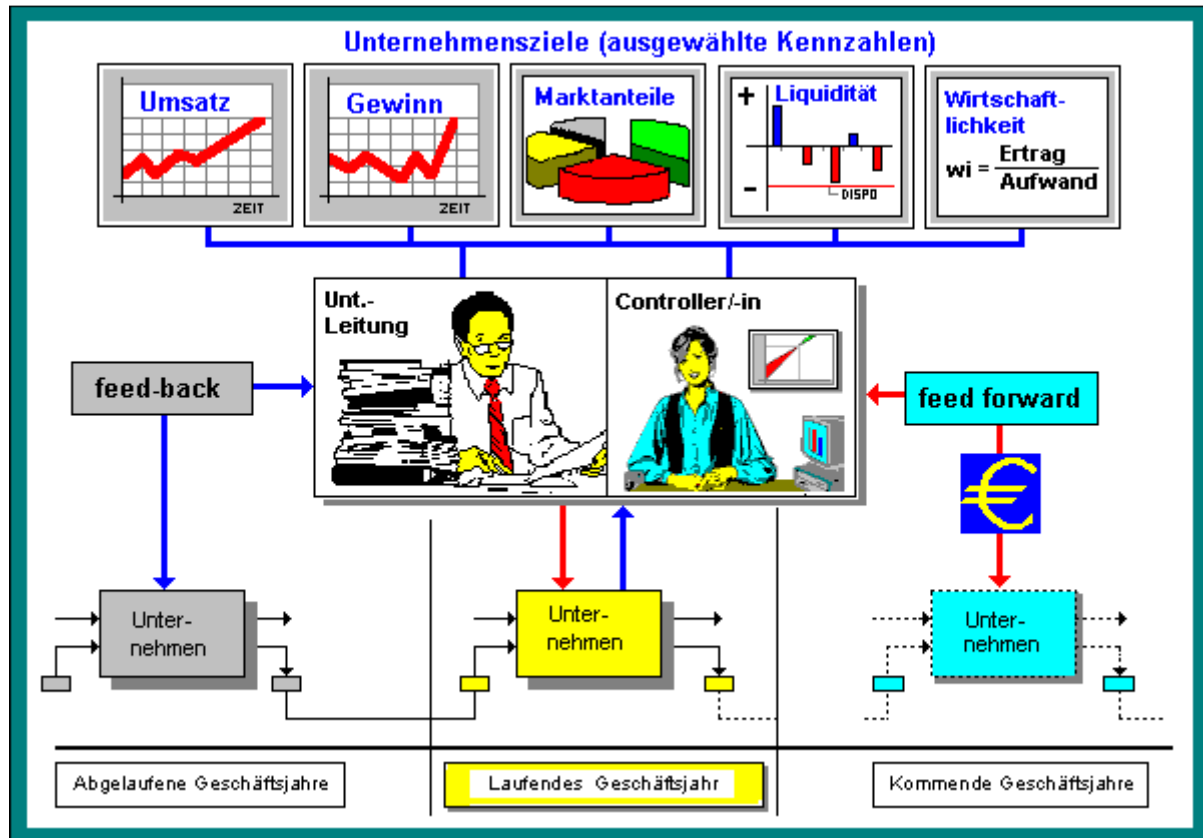 Unternehmensziele (ausgewählte Kennzahlen)
Umsatz
ZEIT
Gewinn
ZEIT
Marktanteile
+ Liquidität
–
DISPO
Wirtschaft-
lichkeit
wi = Ertrag
Aufwand
Unt.-
Leitung
Controller/-in
feed-back
feed forward
€
Unter-
nehmen
Unter-
nehmen
Unter-
nehmen
Abgelaufene Geschäftsjahre
Laufendes Geschäftsjahr
Kommende Geschäftsjahre